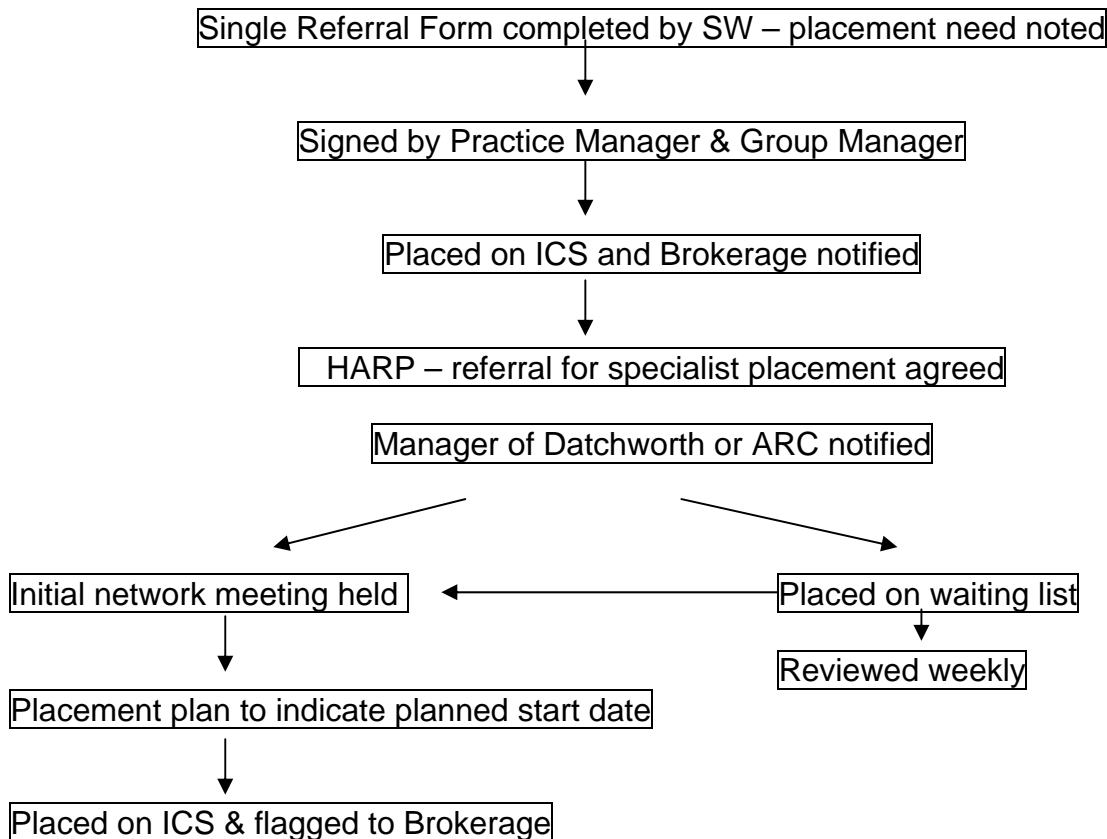 Single Referral Form completed by SW – placement need noted
Signed by Practice Manager & Group Manager
Placed on ICS and Brokerage notified
HARP – referral for specialist placement agreed
Manager of Datchworth or ARC notified
Initial network meeting held
Placed on waiting list
Reviewed weekly
Placement plan to indicate planned start date
Placed on ICS & flagged to Brokerage